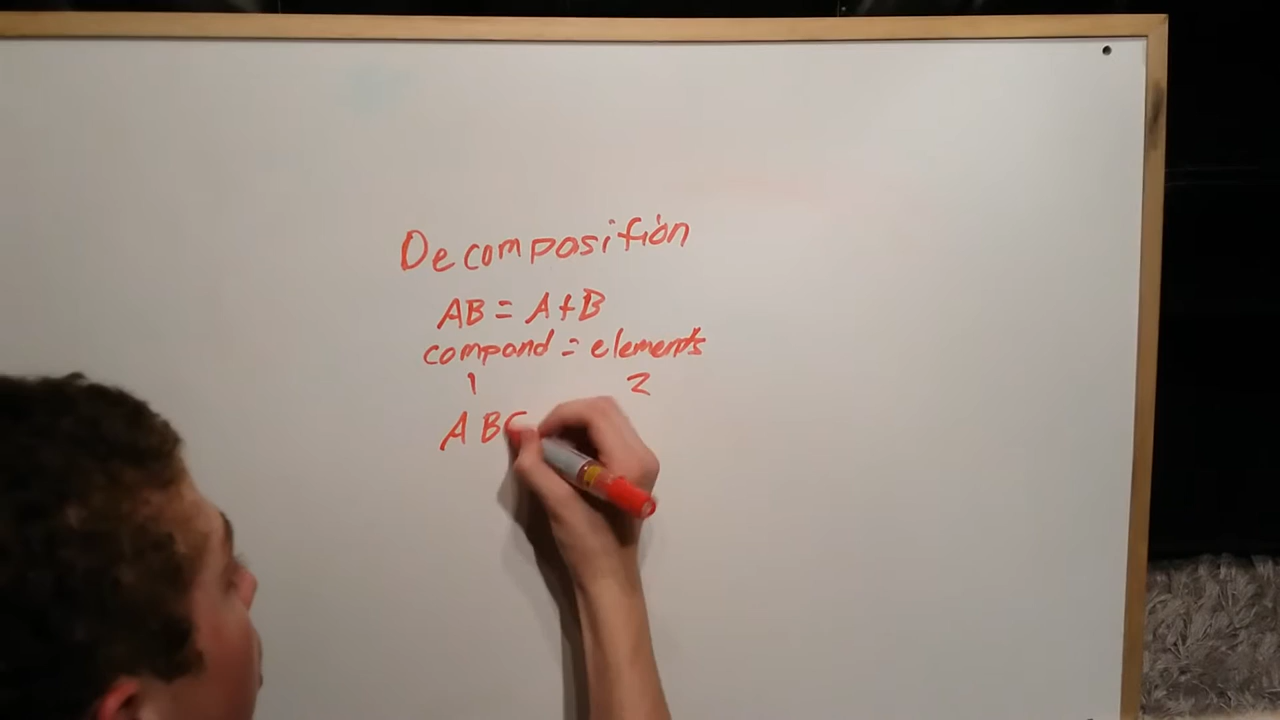 Decomposition
AB = A+B
compond = elements
1 2
ABC